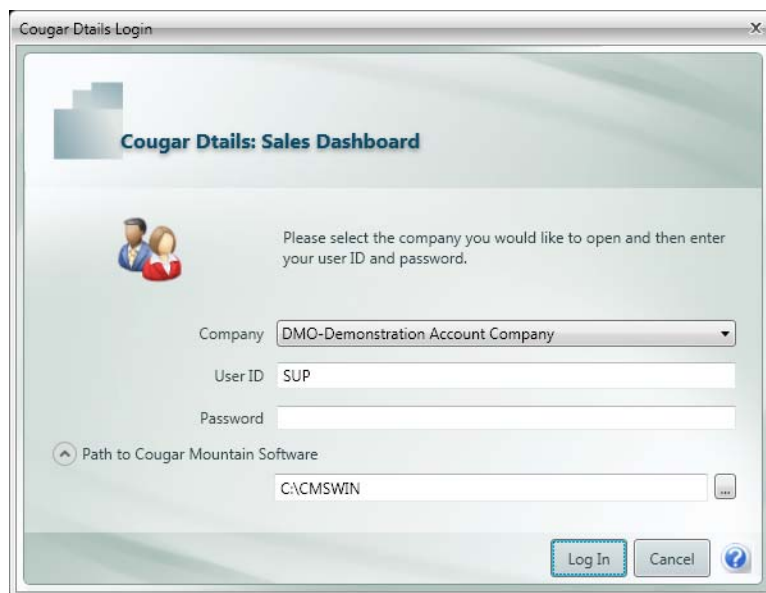 Cougar Dtails Login
x
Cougar Dtails: Sales Dashboard
Please select the company you would like to open and then enter
your user ID and password.
Company DMO-Demonstration Account Company
User ID SUP
Password
Path to Cougar Mountain Software
C:\CMSWIN ...
Log In Cancel ?